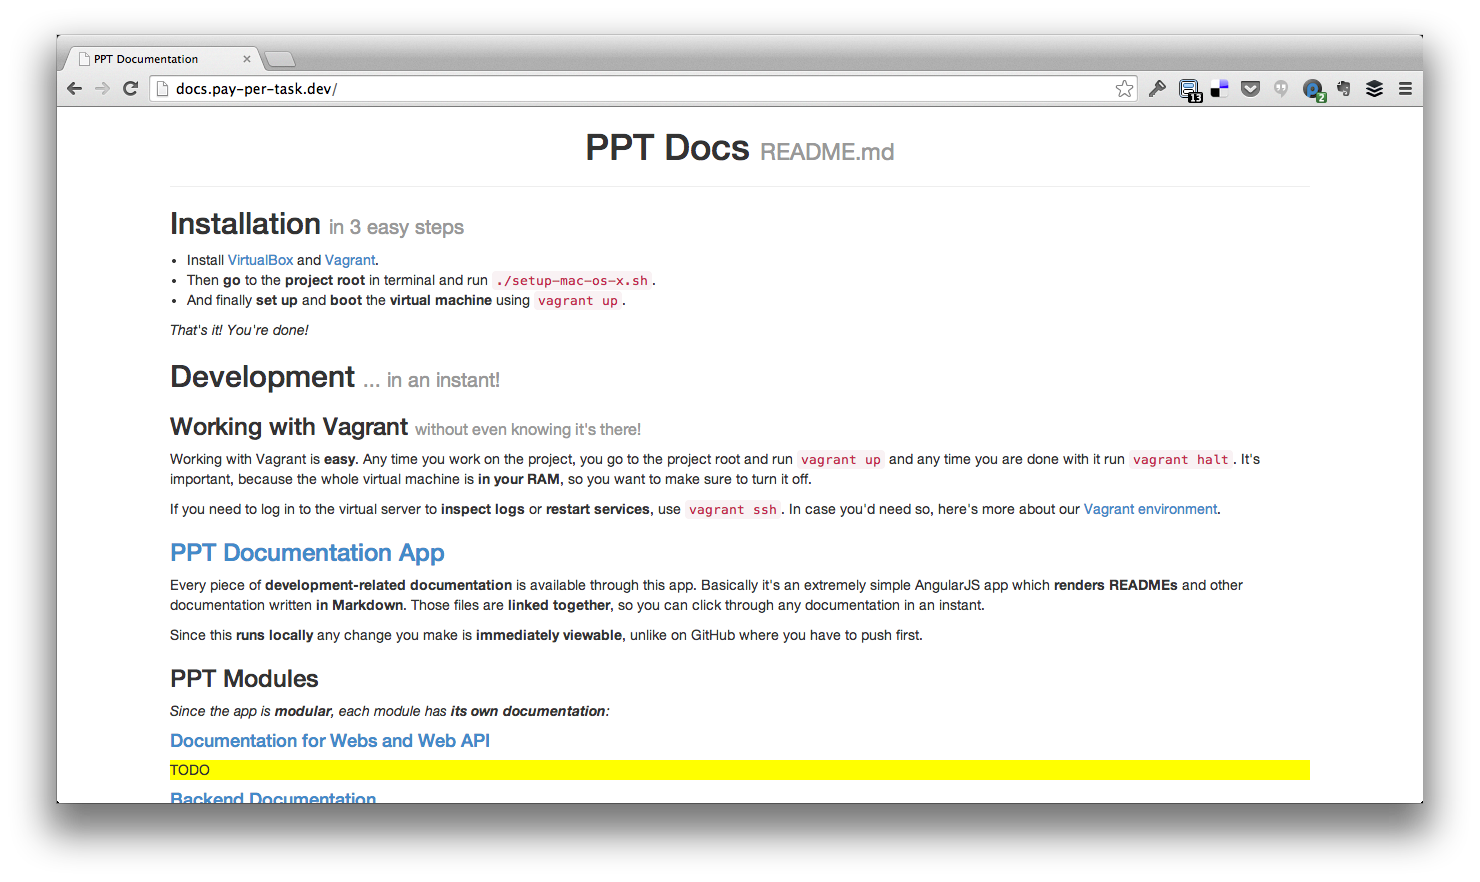 PPT Documentation
docs.pay-per-task.dev/
13
2
PPT Docs README.md
Installation in 3 easy steps
• Install VirtualBox and Vagrant.
• Then go to the project root in terminal and run ./setup-mac-os-x.sh.
• And finally set up and boot the virtual machine using vagrant up.
That's it! You're done!
Development ... in an instant!
Working with Vagrant without even knowing it's there!
Working with Vagrant is easy. Any time you work on the project, you go to the project root and run vagrant up and any time you are done with it run vagrant halt. It's
important, because the whole virtual machine is in your RAM, so you want to make sure to turn it off.
If you need to log in to the virtual server to inspect logs or restart services, use vagrant ssh. In case you'd need so, here's more about our Vagrant environment.
PPT Documentation App
Every piece of development-related documentation is available through this app. Basically it's an extremely simple AngularJS app which renders READMEs and other
documentation written in Markdown. Those files are linked together, so you can click through any documentation in an instant.
Since this runs locally any change you make is immediately viewable, unlike on GitHub where you have to push first.
PPT Modules
Since the app is modular, each module has its own documentation:
Documentation for Webs and Web API
TODO
Backend Documentation